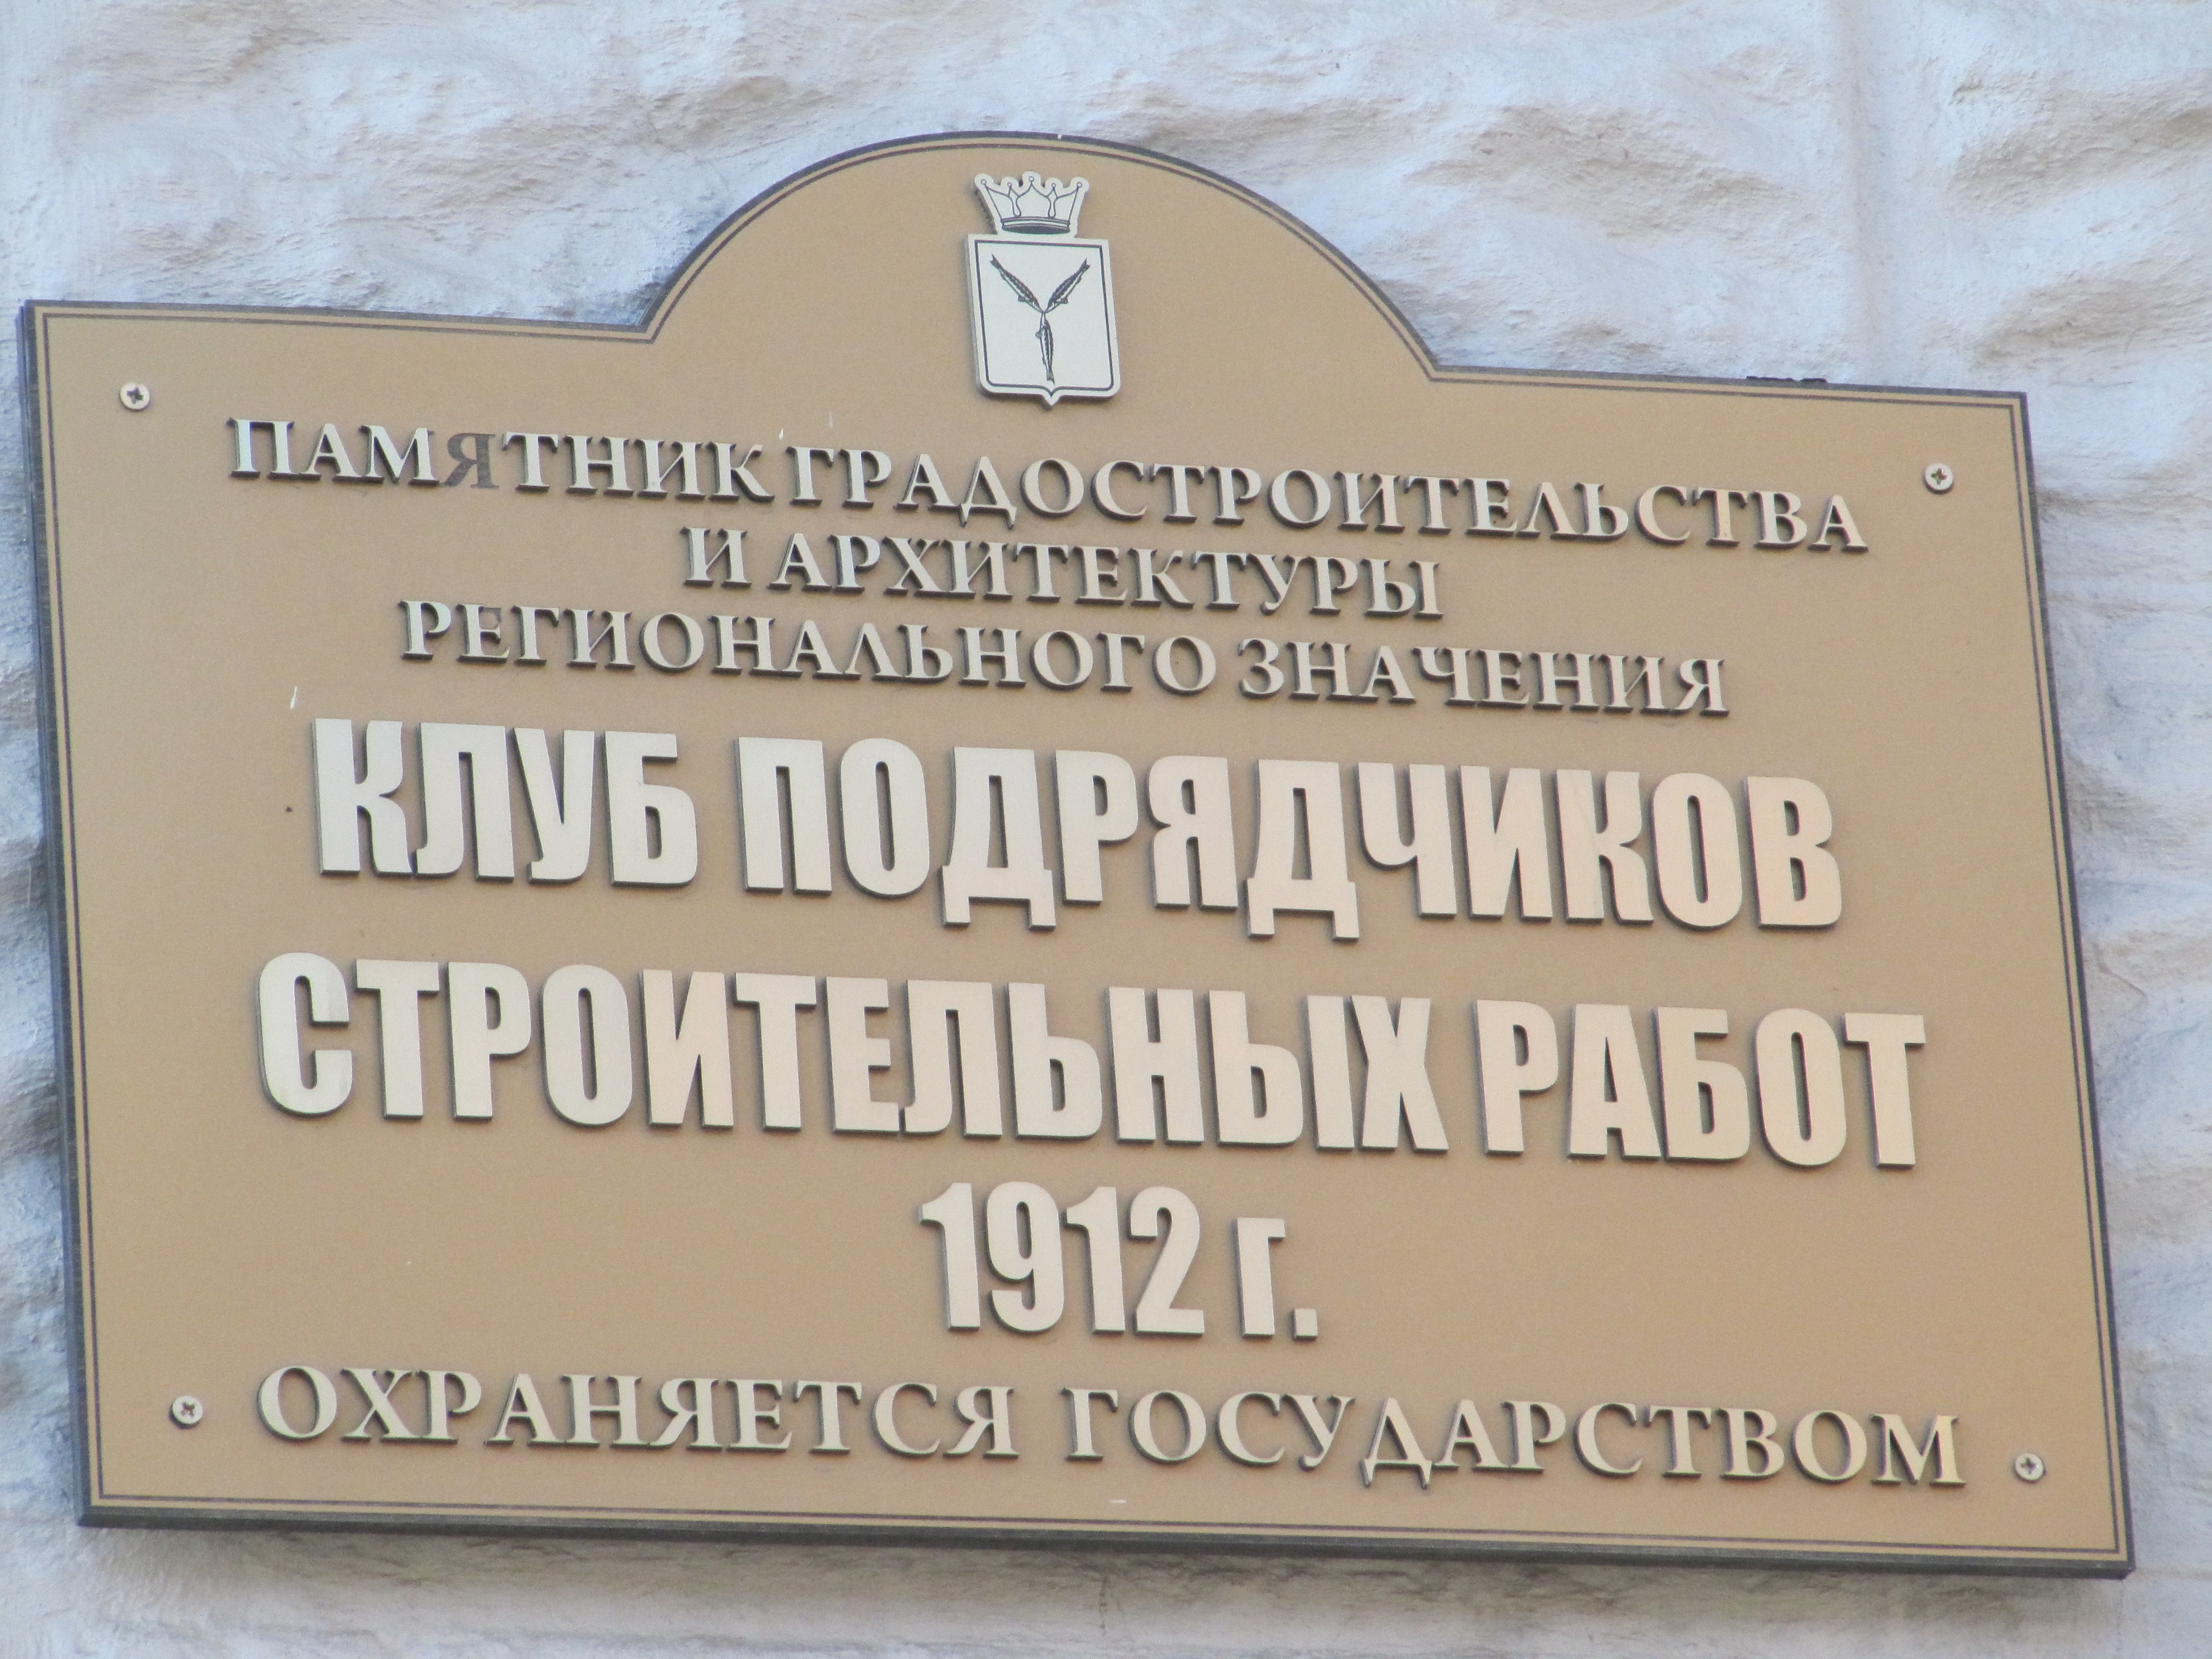 ПАМЯТНИК ГРАДОСТРОИТЕЛЬСТВА
И АРХИТЕКТУРЫ
РЕГИОНАЛЬНОГО ЗНАЧЕНИЯ
КЛУБ ПОДРЯДЧИКОВ
СТРОИТЕЛЬНЫХ РАБОТ
1912 г.
ОХРАНЯЕТСЯ ГОСУДАРСТВОМ